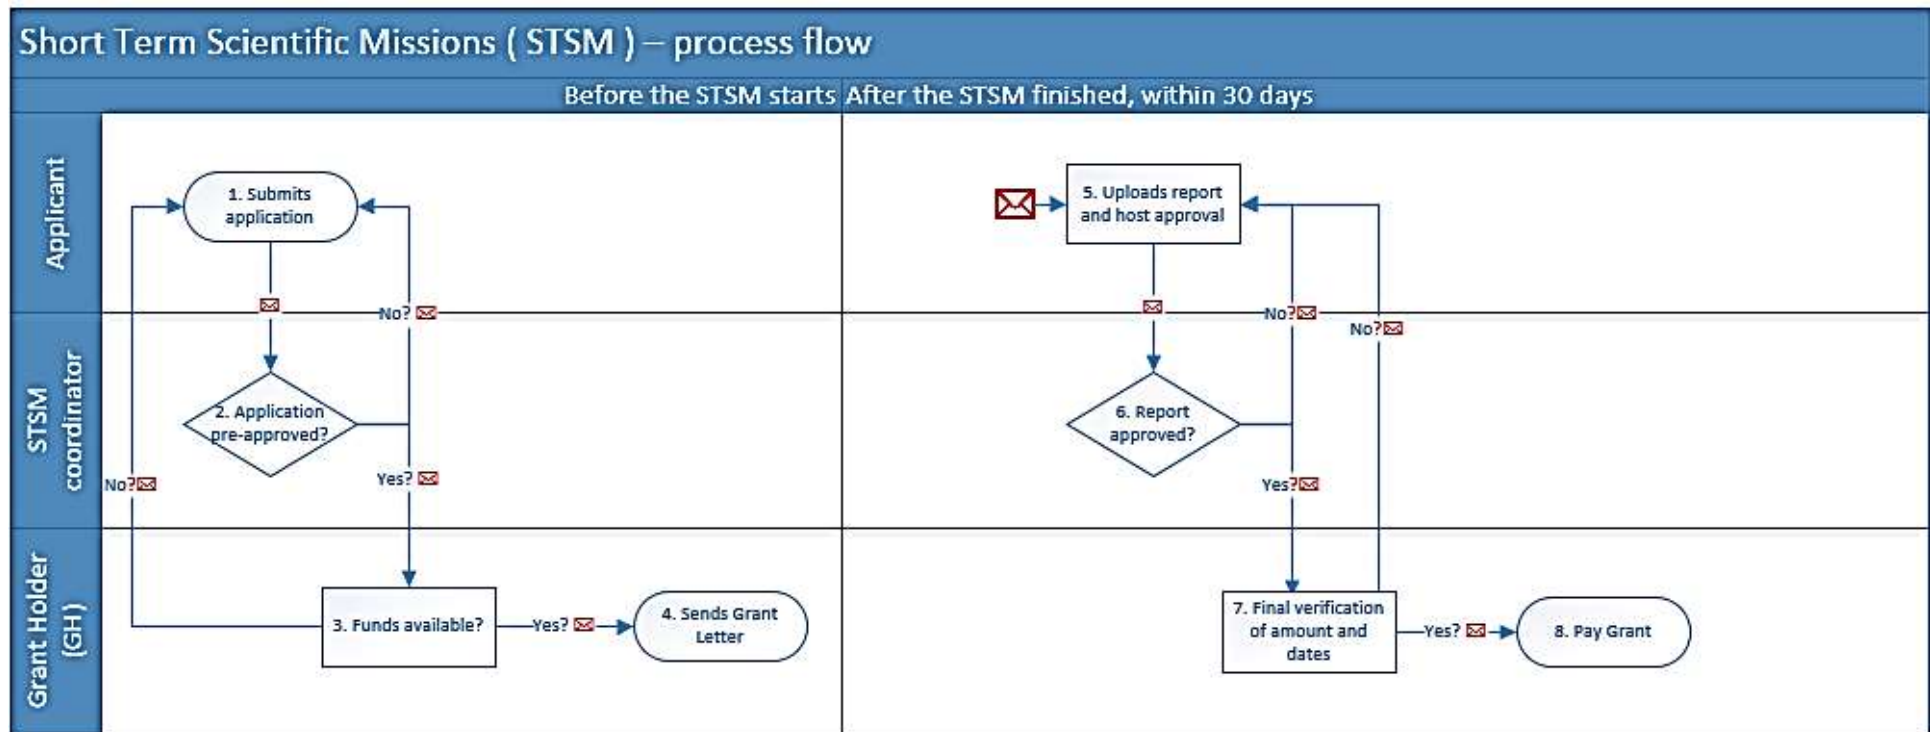 Short Term Scientific Missions ( STSM ) – process flow
Before the STSM starts
After the STSM finished, within 30 days
Applicant
1. Submits
application
No?
5. Uploads report
and host approval
No?
No?
STSM
coordinator
2. Application
pre-approved?
No?
Yes?
6. Report
approved?
Yes?
Grant Holder
(GH)
3. Funds available?
Yes?
4. Sends Grant
Letter
7. Final verification
of amount and
dates
Yes?
8. Pay Grant